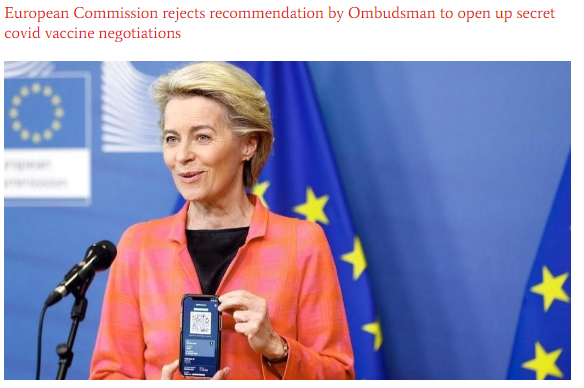 European Commission rejects recommendation by Ombudsman to open up secret
covid vaccine negotiations